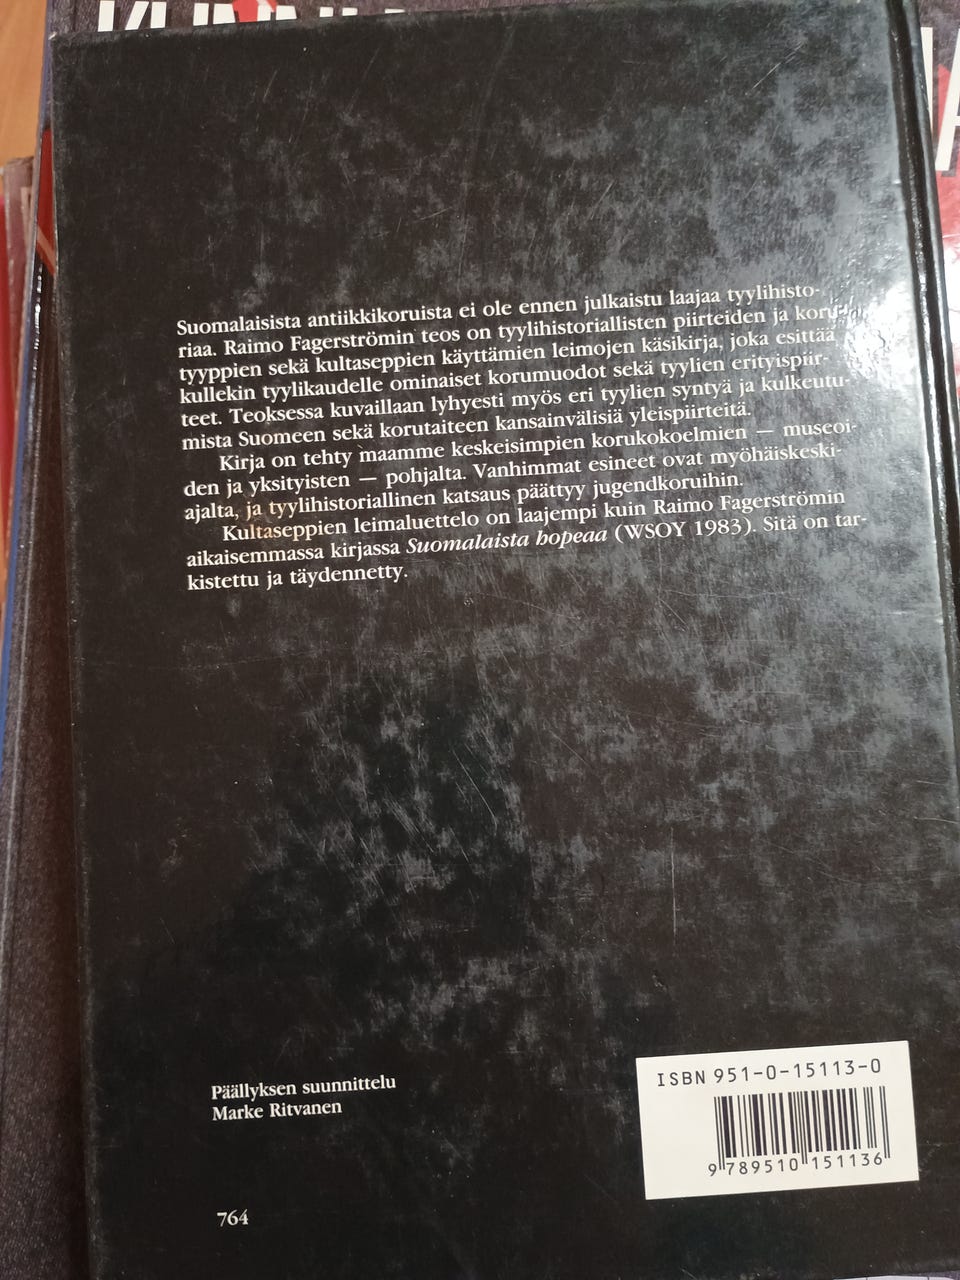 Suomalaisista antiikkikoruista ei ole ennen julkaistu laajaa tyylihisto-
riaa. Raimo Fagerströmin teos on tyylihistoriallisten piirteiden ja koru-
tyyppien sekä kultaseppien käyttämien leimojen käsikirja, joka esittää
kullekin tyylikaudelle ominaiset korumuodot sekä tyylien erityispiir-
teet. Teoksessa kuvaillaan lyhyesti myös eri tyylien syntyä ja kulkeutu-
mista Suomeen sekä korutaiteen kansainvälisiä yleispiirteitä.
Kirja on tehty maamme keskeisimpien korukokoelmien — museoi-
den ja yksityisten — pohjalta. Vanhimmat esineet ovat myöhäiskeski-
ajalta, ja tyylihistoriallinen katsaus päättyy jugendkoruihin.
Kultaseppien leimaluettelo on laajempi kuin Raimo Fagerströmin
aikaisemmassa kirjassa Suomalaista hopeaa (WSOY 1983). Sitä on tar-
kistettu ja täydennetty.
Päällyksen suunnittelu
Marke Ritvanen
764
ISBN 951-0-15113-0
9 789510 151136